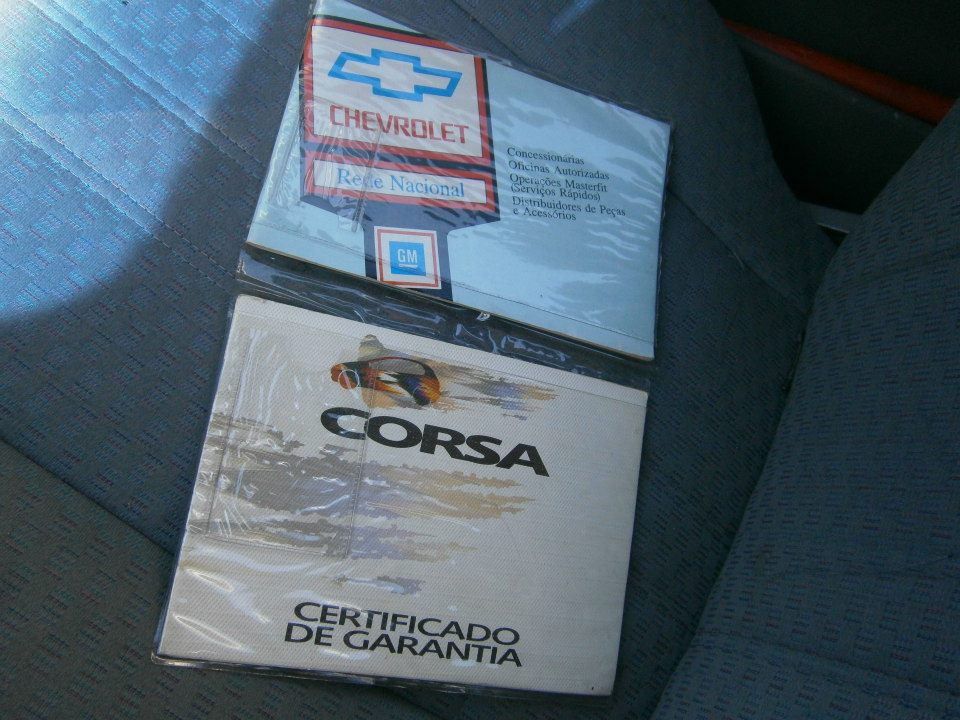 CHEVROLET
Rede Nacional
GM
Concessionárias
Oficinas Autorizadas
Operações Masterfit
(Serviços Rápidos)
Distribuidores de Peças
e Acessórios
CORSA
CERTIFICADO
DE GARANTIA